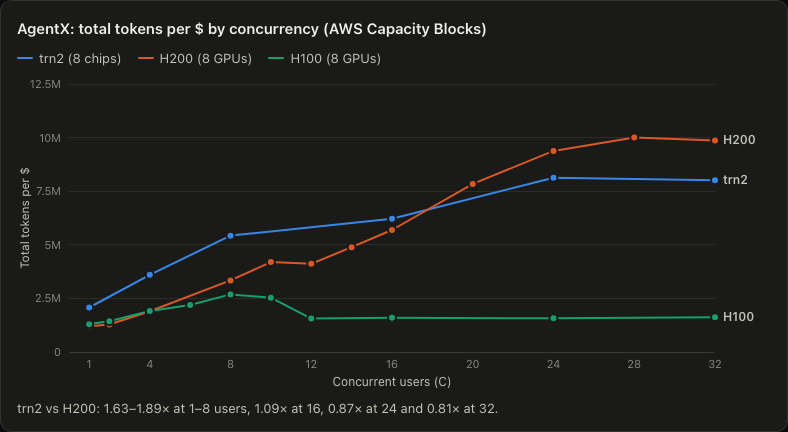 AgentX: total tokens per $ by concurrency (AWS Capacity Blocks)
trn2 (8 chips) H200 (8 GPUs) H100 (8 GPUs)
12.5M
10M
7.5M
5M
2.5M
0
Total tokens per $
H200
trn2
H100
1 4 8 12 16 20 24 28 32
Concurrent users (C)
trn2 vs H200: 1.63–1.89× at 1–8 users, 1.09× at 16, 0.87× at 24 and 0.81× at 32.